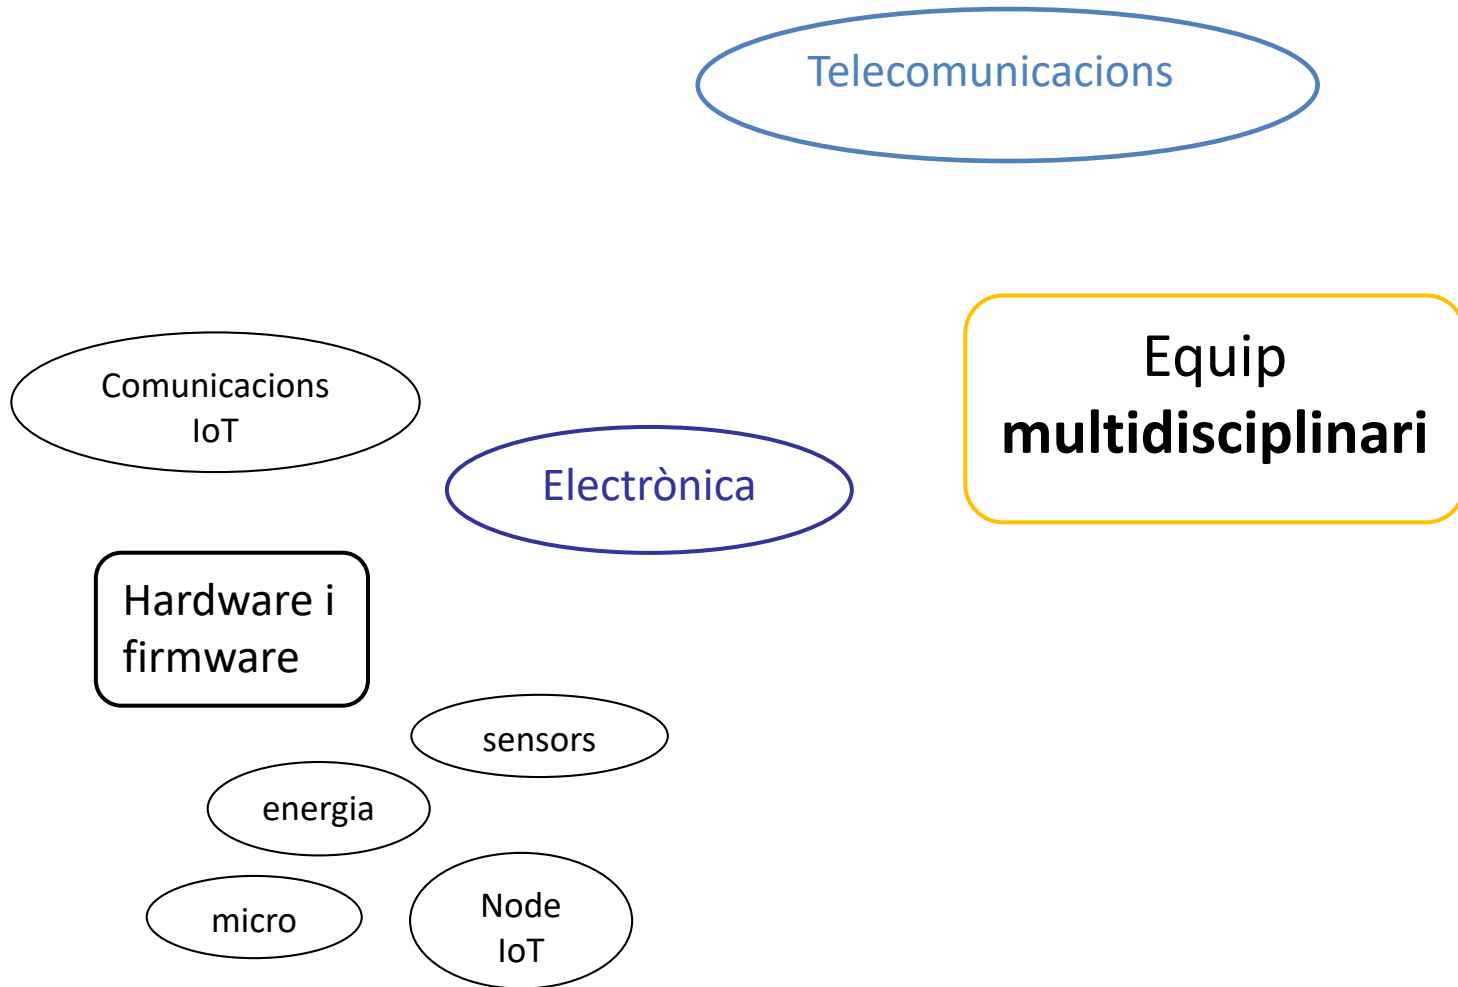 Telecomunicacions
Equip
multidisciplinari
Comunicacions
IoT
Electrònica
Hardware i
firmware
sensors
energia
micro
Node
IoT